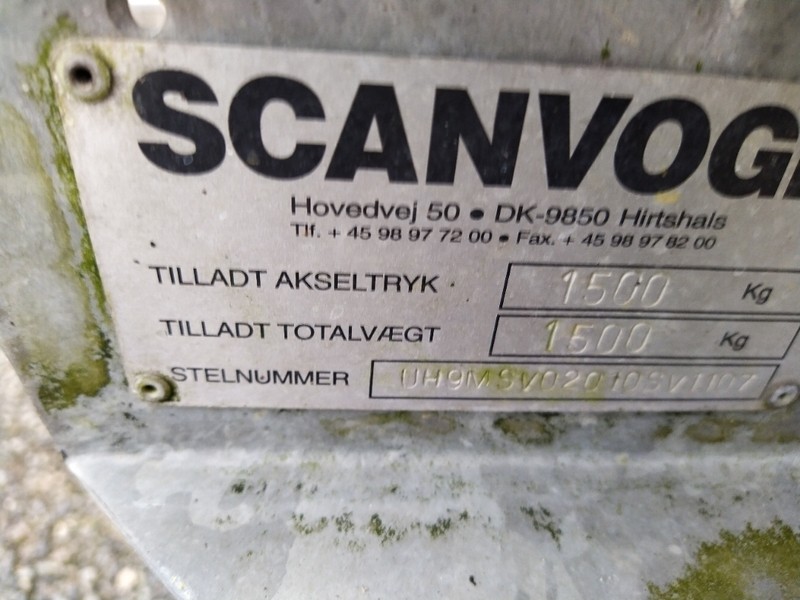 SCANVOG
Hovedvej 50 • DK-9850 Hirtshals
Tlf. + 45 98 97 72 00 • Fax. + 45 98 97 82 00
TILLADT AKSELTRYK 1500 Kg
TILLADT TOTALVÆGT 1500 Kg
STELNUMMER UH9MSV02010SV1107